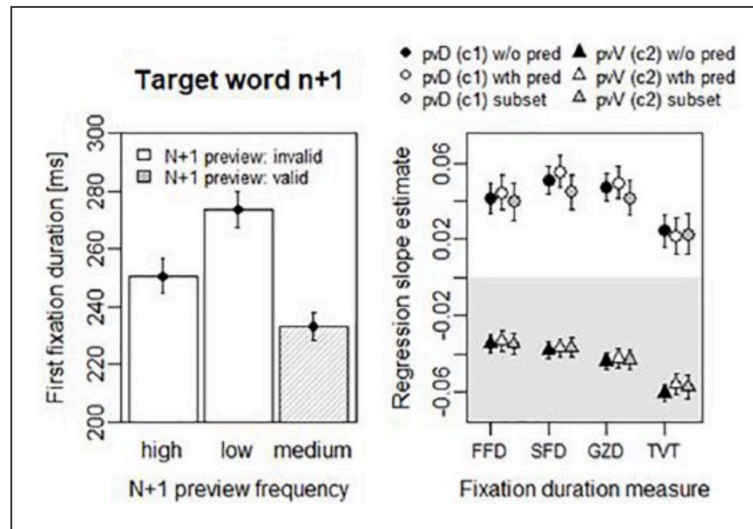 Target word n+1
300
280
260
240
220
200
First fixation duration [ms]
N+1 preview: invalid
N+1 preview: valid
high low medium
N+1 preview frequency
pvD (c1) w/o pred pvV (c2) w/o pred
pvD (c1) wth pred pvV (c2) wth pred
pvD (c1) subset pvV (c2) subset
0.06
0.02
-0.02
-0.06
Regression slope estimate
FFD SFD GZD TVT
Fixation duration measure